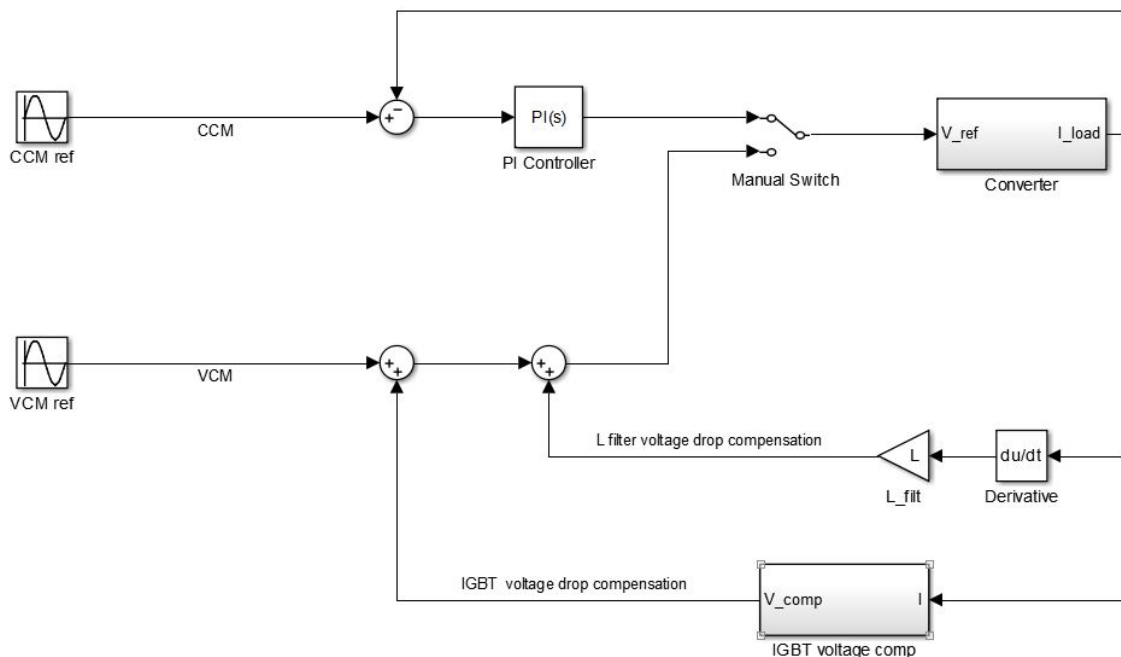 CCM ref
CCM
+
−
PI(s)
PI Controller
Manual Switch
V_ref
I_load
Converter
VCM ref
VCM
+
+
+
+
L filter voltage drop compensation
L
L_filt
du/dt
Derivative
IGBT voltage drop compensation
V_comp
I
IGBT voltage comp